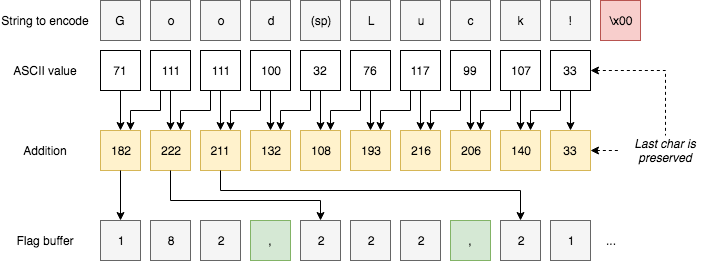 String to encode G o o d (sp) L u c k ! \x00
ASCII value 71 111 111 100 32 76 117 99 107 33
Addition 182 222 211 132 108 193 216 206 140 33
Last char is
preserved
Flag buffer 1 8 2 , 2 2 2 , 2 1 ...